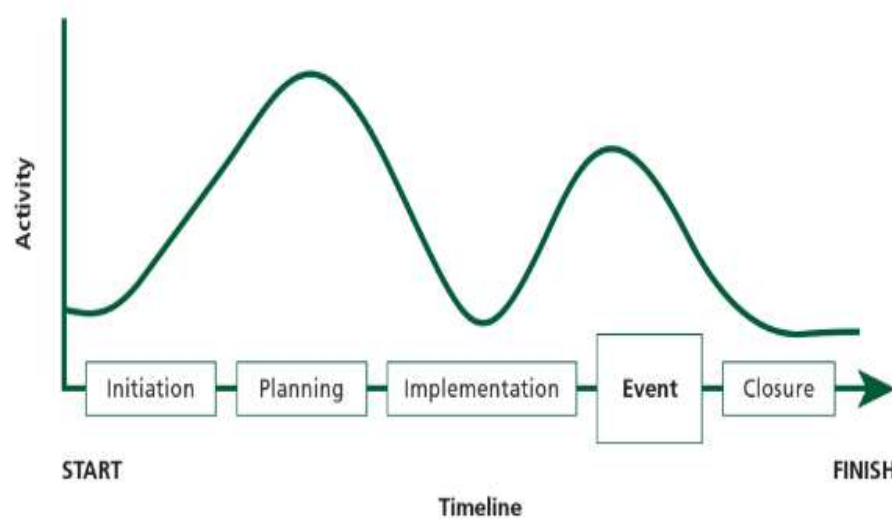 Activity
Initiation
Planning
Implementation
Event
Closure
START
FINISH
Timeline